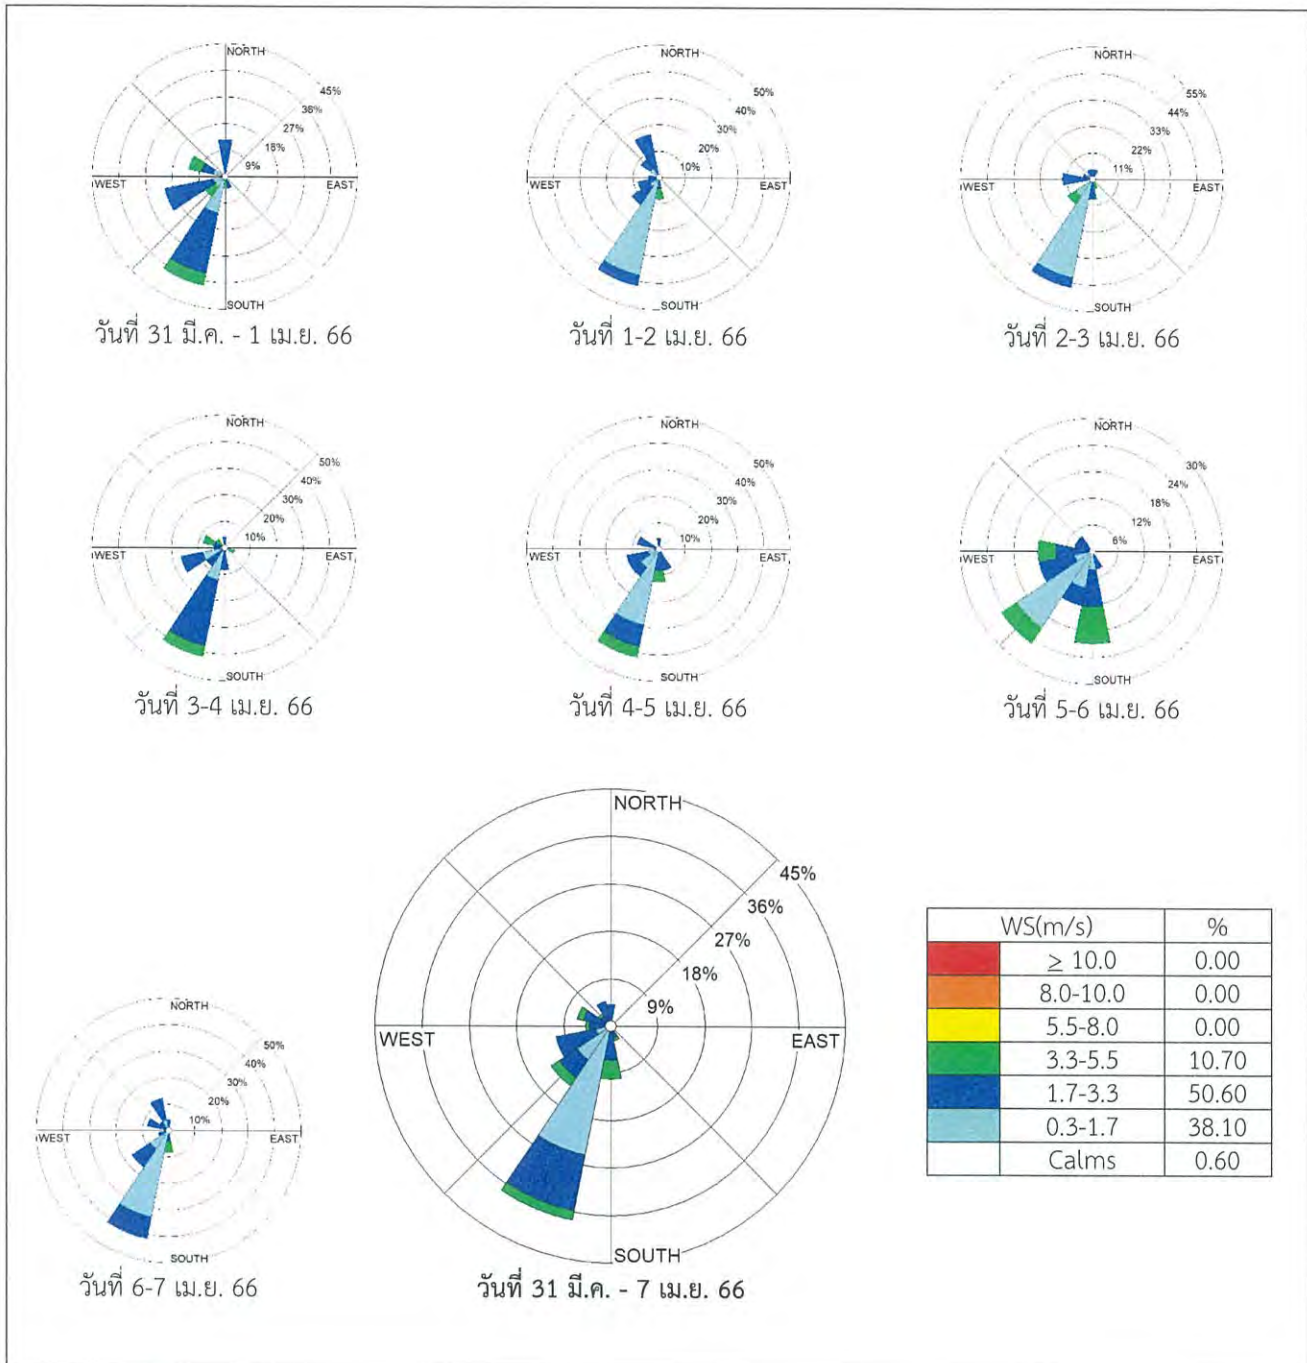 NORTH
45%
36%
27%
18%
9%
WEST
EAST
SOUTH
วันที่ 31 มี.ค. - 1 เม.ย. 66
NORTH
50%
40%
30%
20%
10%
WEST
EAST
SOUTH
วันที่ 1-2 เม.ย. 66
NORTH
55%
44%
33%
22%
11%
WEST
EAST
SOUTH
วันที่ 2-3 เม.ย. 66
NORTH
50%
40%
30%
20%
10%
WEST
EAST
SOUTH
วันที่ 3-4 เม.ย. 66
NORTH
50%
40%
30%
20%
10%
WEST
EAST
SOUTH
วันที่ 4-5 เม.ย. 66
NORTH
30%
24%
18%
12%
6%
WEST
EAST
SOUTH
วันที่ 5-6 เม.ย. 66
NORTH
50%
40%
30%
20%
10%
WEST
EAST
SOUTH
วันที่ 6-7 เม.ย. 66
NORTH
45%
36%
27%
18%
9%
WEST
EAST
SOUTH
วันที่ 31 มี.ค. - 7 เม.ย. 66
WS(m/s) %
≥ 10.0 0.00
8.0-10.0 0.00
5.5-8.0 0.00
3.3-5.5 10.70
1.7-3.3 50.60
0.3-1.7 38.10
Calms 0.60